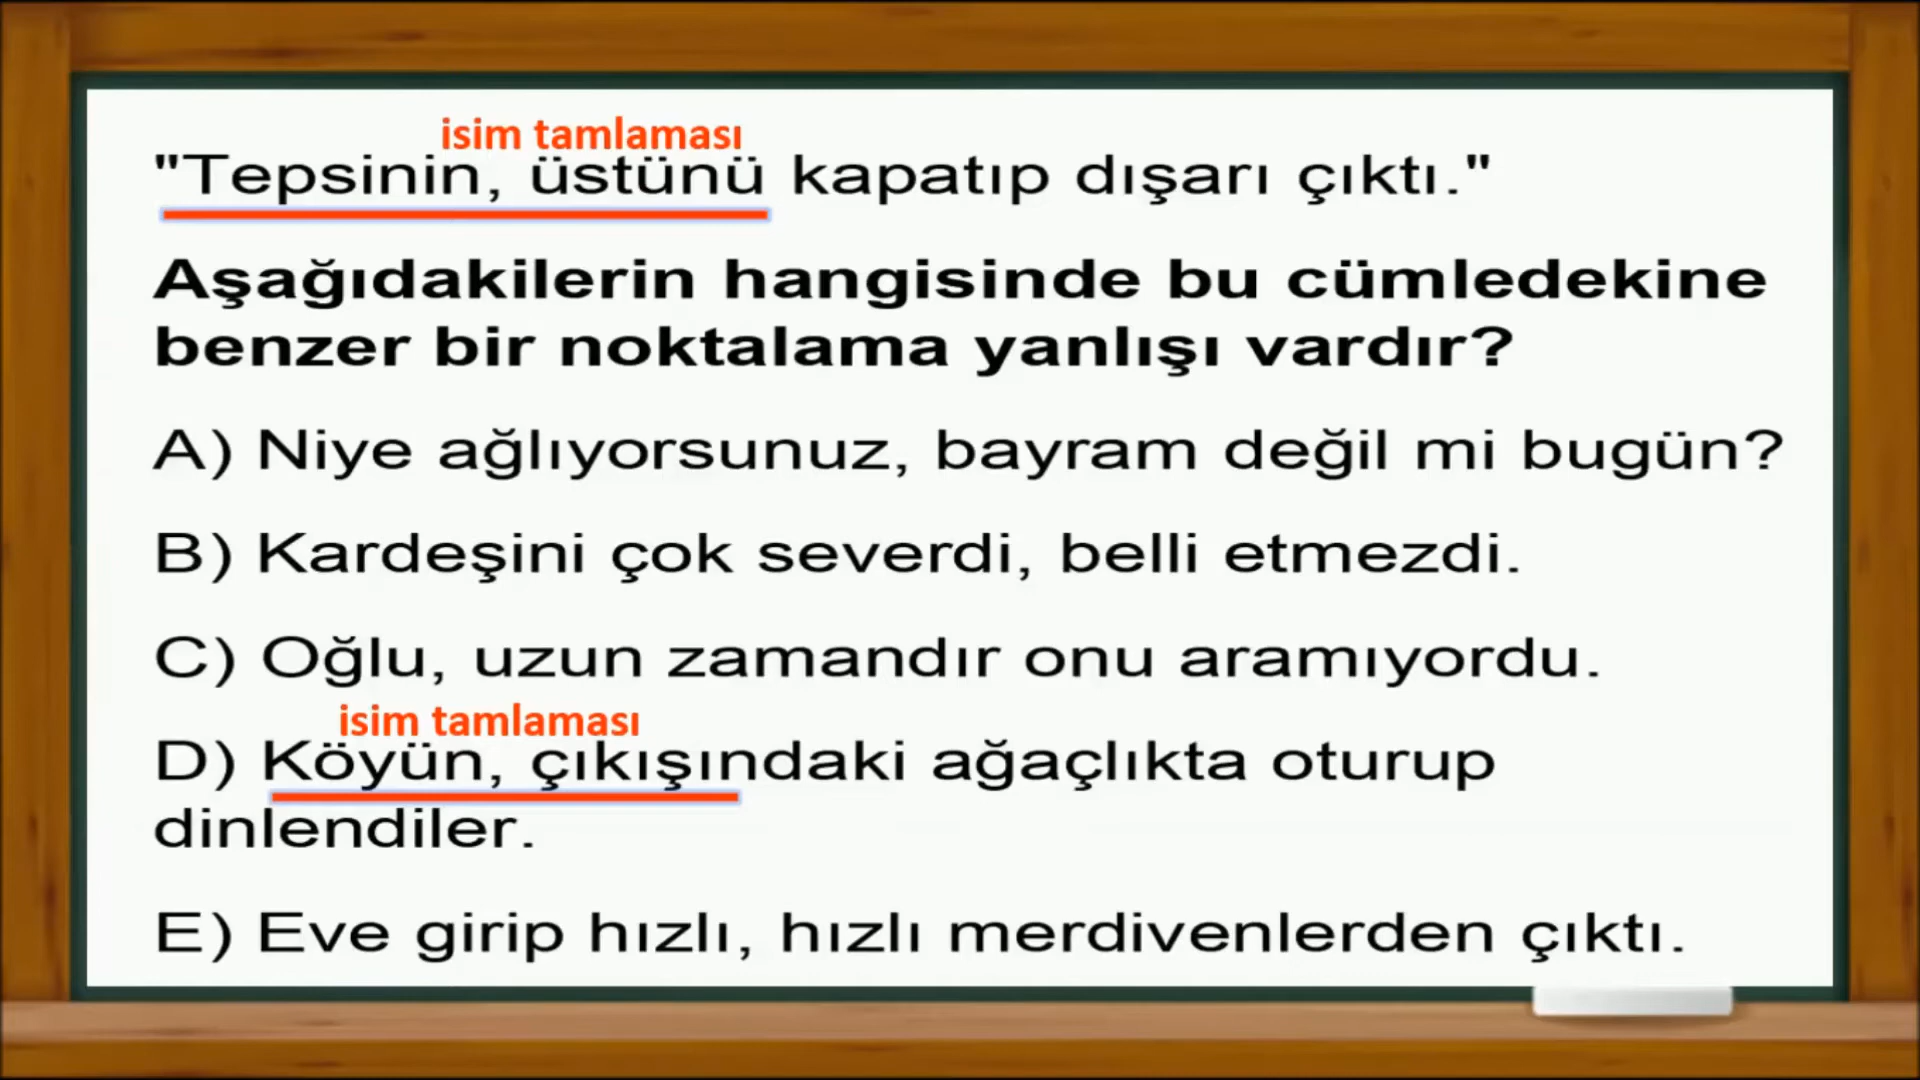 isim tamlaması
"Tepsinin, üstünü kapatıp dışarı çıktı."
Aşağıdakilerin hangisinde bu cümledekine
benzer bir noktalama yanlışı vardır?
A) Niye ağlıyorsunuz, bayram değil mi bugün?
B) Kardeşini çok severdi, belli etmezdi.
C) Oğlu, uzun zamandır onu aramıyordu.
isim tamlaması
D) Köyün, çıkışındaki ağaçlıkta oturup
dinlendiler.
E) Eve girip hızlı, hızlı merdivenlerden çıktı.